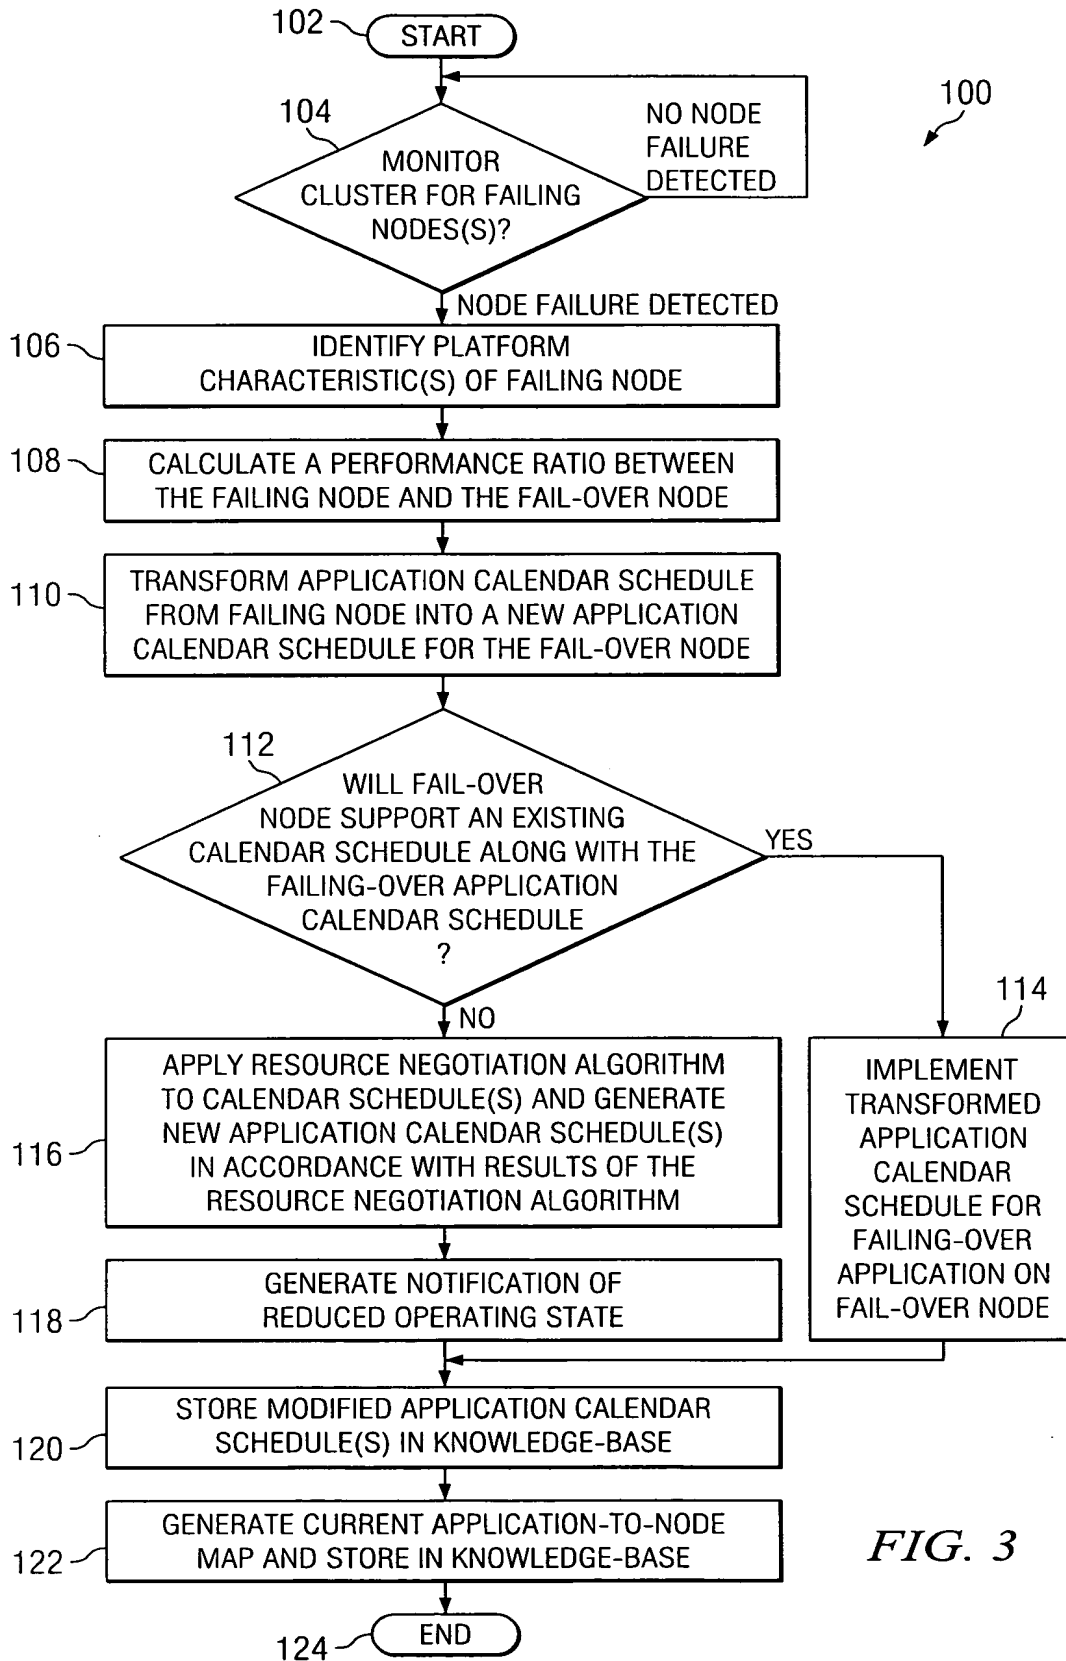 102
START
100
104
NO NODE
FAILURE
DETECTED
MONITOR
CLUSTER FOR FAILING
NODES(S)?
NODE FAILURE DETECTED
106
IDENTIFY PLATFORM
CHARACTERISTIC(S) OF FAILING NODE
108
CALCULATE A PERFORMANCE RATIO BETWEEN
THE FAILING NODE AND THE FAIL-OVER NODE
110
TRANSFORM APPLICATION CALENDAR SCHEDULE
FROM FAILING NODE INTO A NEW APPLICATION
CALENDAR SCHEDULE FOR THE FAIL-OVER NODE
112
WILL FAIL-OVER
NODE SUPPORT AN EXISTING
CALENDAR SCHEDULE ALONG WITH THE
FAILING-OVER APPLICATION
CALENDAR SCHEDULE
?
YES
NO
114
IMPLEMENT
TRANSFORMED
APPLICATION
CALENDAR
SCHEDULE FOR
FAILING-OVER
APPLICATION ON
FAIL-OVER NODE
116
APPLY RESOURCE NEGOTIATION ALGORITHM
TO CALENDAR SCHEDULE(S) AND GENERATE
NEW APPLICATION CALENDAR SCHEDULE(S)
IN ACCORDANCE WITH RESULTS OF THE
RESOURCE NEGOTIATION ALGORITHM
118
GENERATE NOTIFICATION OF
REDUCED OPERATING STATE
120
STORE MODIFIED APPLICATION CALENDAR
SCHEDULE(S) IN KNOWLEDGE-BASE
122
GENERATE CURRENT APPLICATION-TO-NODE
MAP AND STORE IN KNOWLEDGE-BASE
FIG. 3
124
END